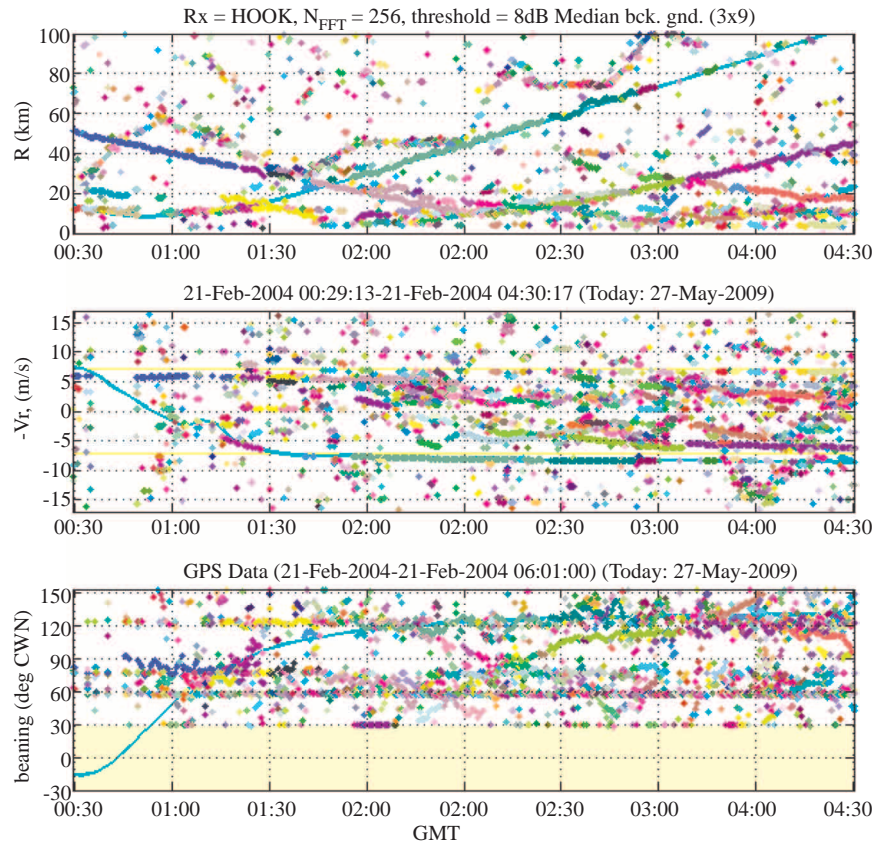 Rx = HOOK, N_FFT = 256, threshold = 8dB Median bck. gnd. (3x9)
R (km)
100
80
60
40
20
0
00:30 01:00 01:30 02:00 02:00 02:30 03:00 04:00 04:30
21-Feb-2004 00:29:13-21-Feb-2004 04:30:17 (Today: 27-May-2009)
-Vr, (m/s)
15
10
5
0
-5
-10
-15
00:30 01:00 01:30 02:00 02:00 02:30 03:00 04:00 04:30
GPS Data (21-Feb-2004-21-Feb-2004 06:01:00) (Today: 27-May-2009)
beaning (deg CWN)
150
120
90
60
30
0
-30
00:30 01:00 01:30 02:00 02:00 02:30 03:00 04:00 04:30
GMT